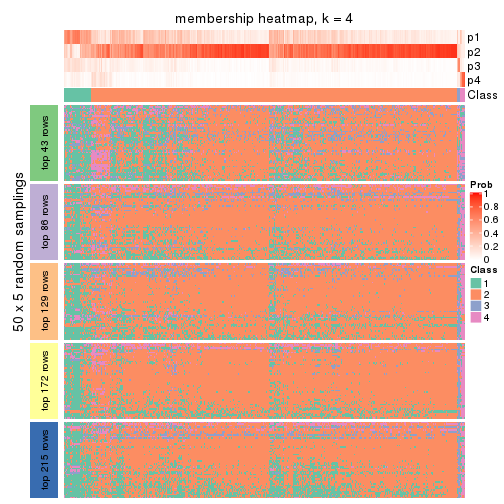 membership heatmap, k = 4
p1
p2
p3
p4
Class
50 x 5 random samplings
top 43 rows
top 86 rows
top 129 rows
top 172 rows
top 215 rows
Prob
1
0.8
0.6
0.4
0.2
0
Class
1
2
3
4